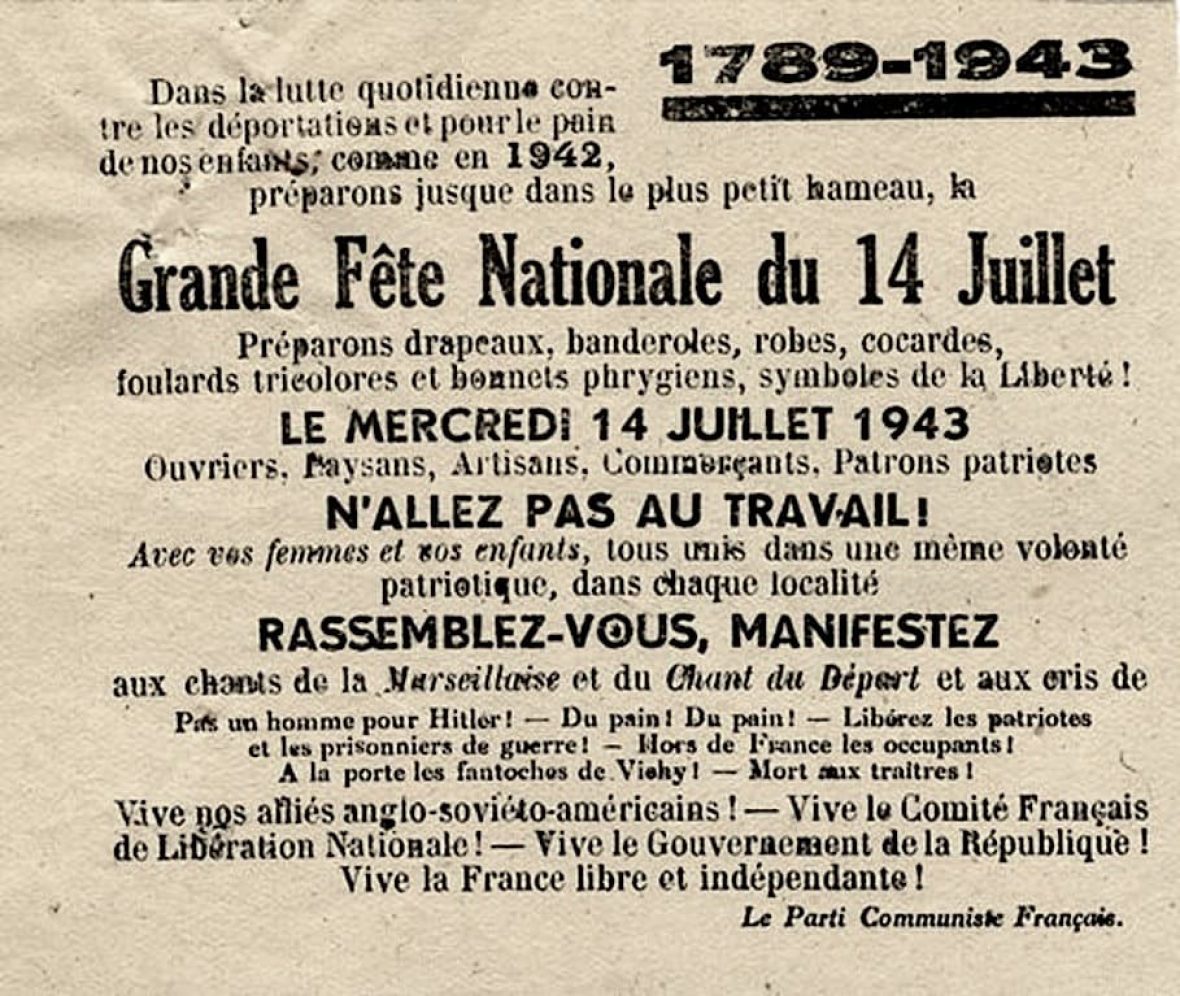 1789-1943
Dans la lutte quotidienne con-
tre les déportations et pour le pain
de nos enfants, comme en 1942,
préparons jusque dans le plus petit hameau, la
Grande Fête Nationale du 14 Juillet
Préparons drapeaux, banderoles, robes, cocardes,
foulards tricolores et bonnets phrygiens, symboles de la Liberté !
LE MERCREDI 14 JUILLET 1943
Ouvriers, Paysans, Artisans, Commerçants, Patrons patriotes
N'ALLEZ PAS AU TRAVAIL !
Avec vos femmes et vos enfants, tous unis dans une même volonté
patriotique, dans chaque localité
RASSEMBLEZ-VOUS, MANIFESTEZ
aux chants de la Marseillaise et du Chant du Départ et aux cris de
Pas un homme pour Hitler ! — Du pain ! Du pain ! — Libérez les patriotes
et les prisonniers de guerre ! — Hors de France les occupants !
A la porte les fantoches de Vichy ! — Mort aux traitres !
Vive nos alliés anglo-soviéto-américains ! — Vive le Comité Français
de Libération Nationale ! — Vive le Gouvernement de la République !
Vive la France libre et indépendante !
Le Parti Communiste Français.